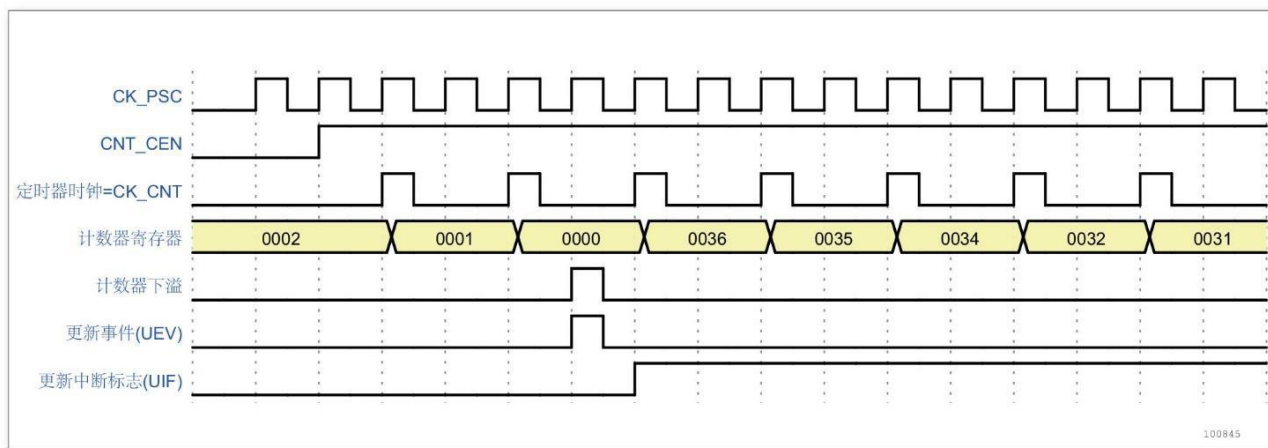 CK_PSC
CNT_CEN
定时器时钟=CK_CNT
计数器寄存器 0002 0001 0000 0036 0035 0034 0032 0031
计数器下溢
更新事件(UEV)
更新中断标志(UIF)
100845